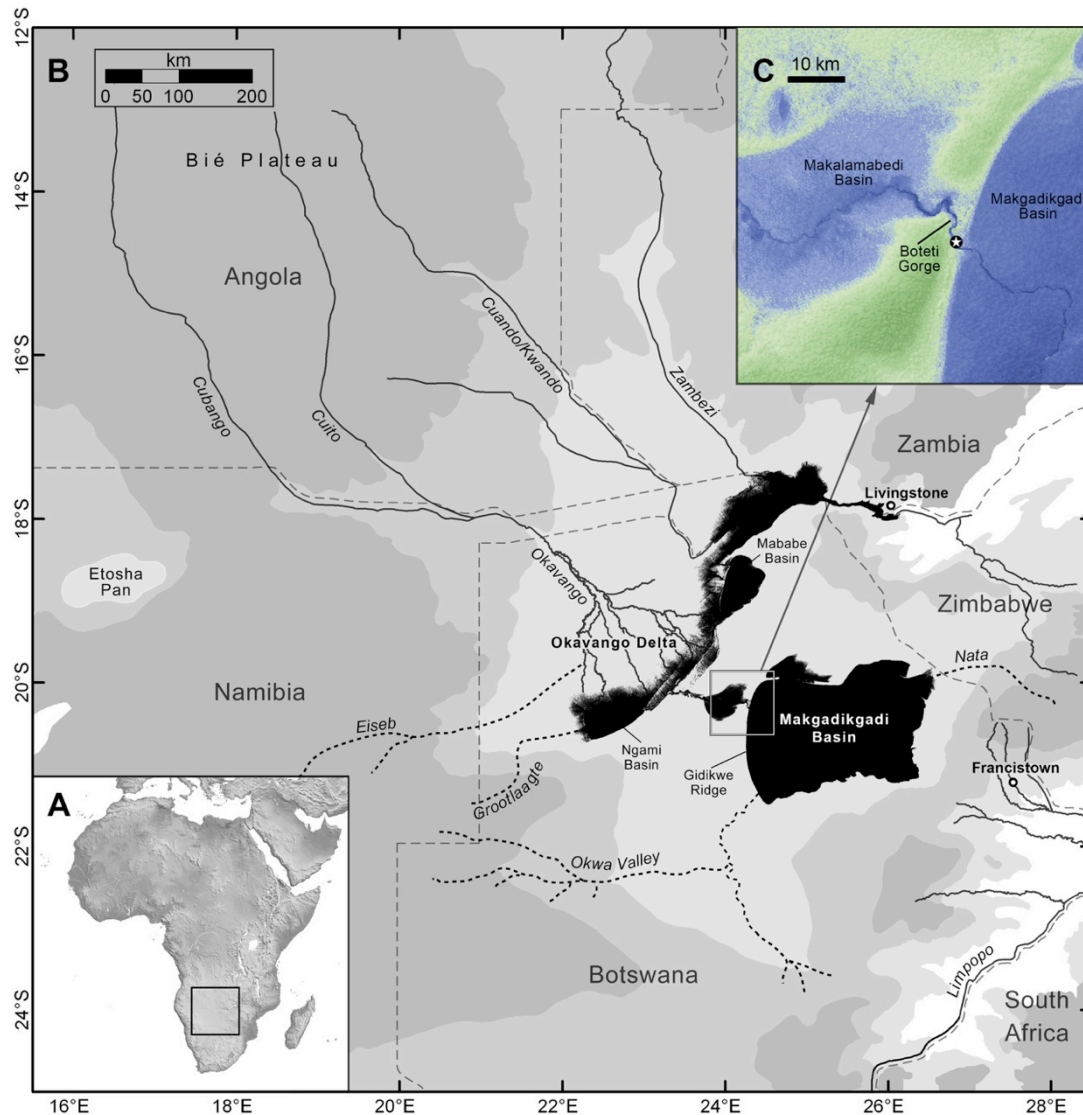 12°S
14°S
16°S
18°S
20°S
22°S
24°S
B
km
0 50 100 200
Bié Plateau
Angola
Cubango
Cuito
Cuando/Kwando
Zambezi
C
10 km
Makalamabedi
Basin
Makgadikgadi
Basin
Boteti
Gorge
Zambia
Livingstone
Mababe
Basin
Etosha
Pan
Okavango
Zimbabwe
Okavango Delta
Nata
Namibia
Eiseb
Makgadikgadi
Basin
Ngami
Basin
Gidikwe
Ridge
Francistown
Grootlaagte
A
Okwa Valley
Botswana
Limpopo
South
Africa
16°E
18°E
20°E
22°E
24°E
26°E
28°E